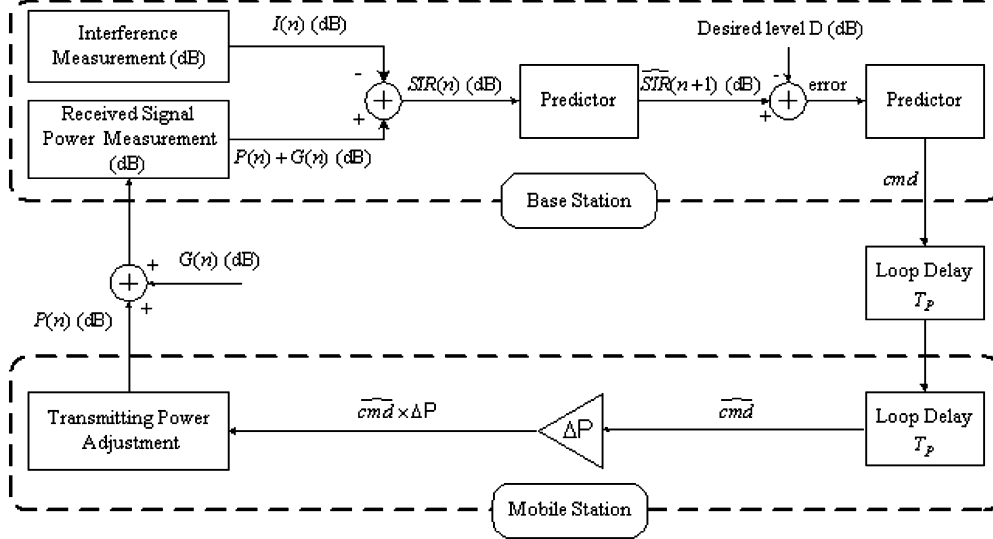 Interference
Measurement (dB)
I(n) (dB)
Desired level D (dB)
-
+
SIR(n) (dB)
Predictor
SIR^(n+1) (dB)
-
+
error
Predictor
Received Signal
Power Measurement
(dB)
+
P(n) + G(n) (dB)
cmd
Base Station
+
G(n) (dB)
+
+
P(n) (dB)
Loop Delay
T_P
Transmitting Power
Adjustment
cmd^ × ΔP
ΔP
cmd^
Loop Delay
T_P
Mobile Station